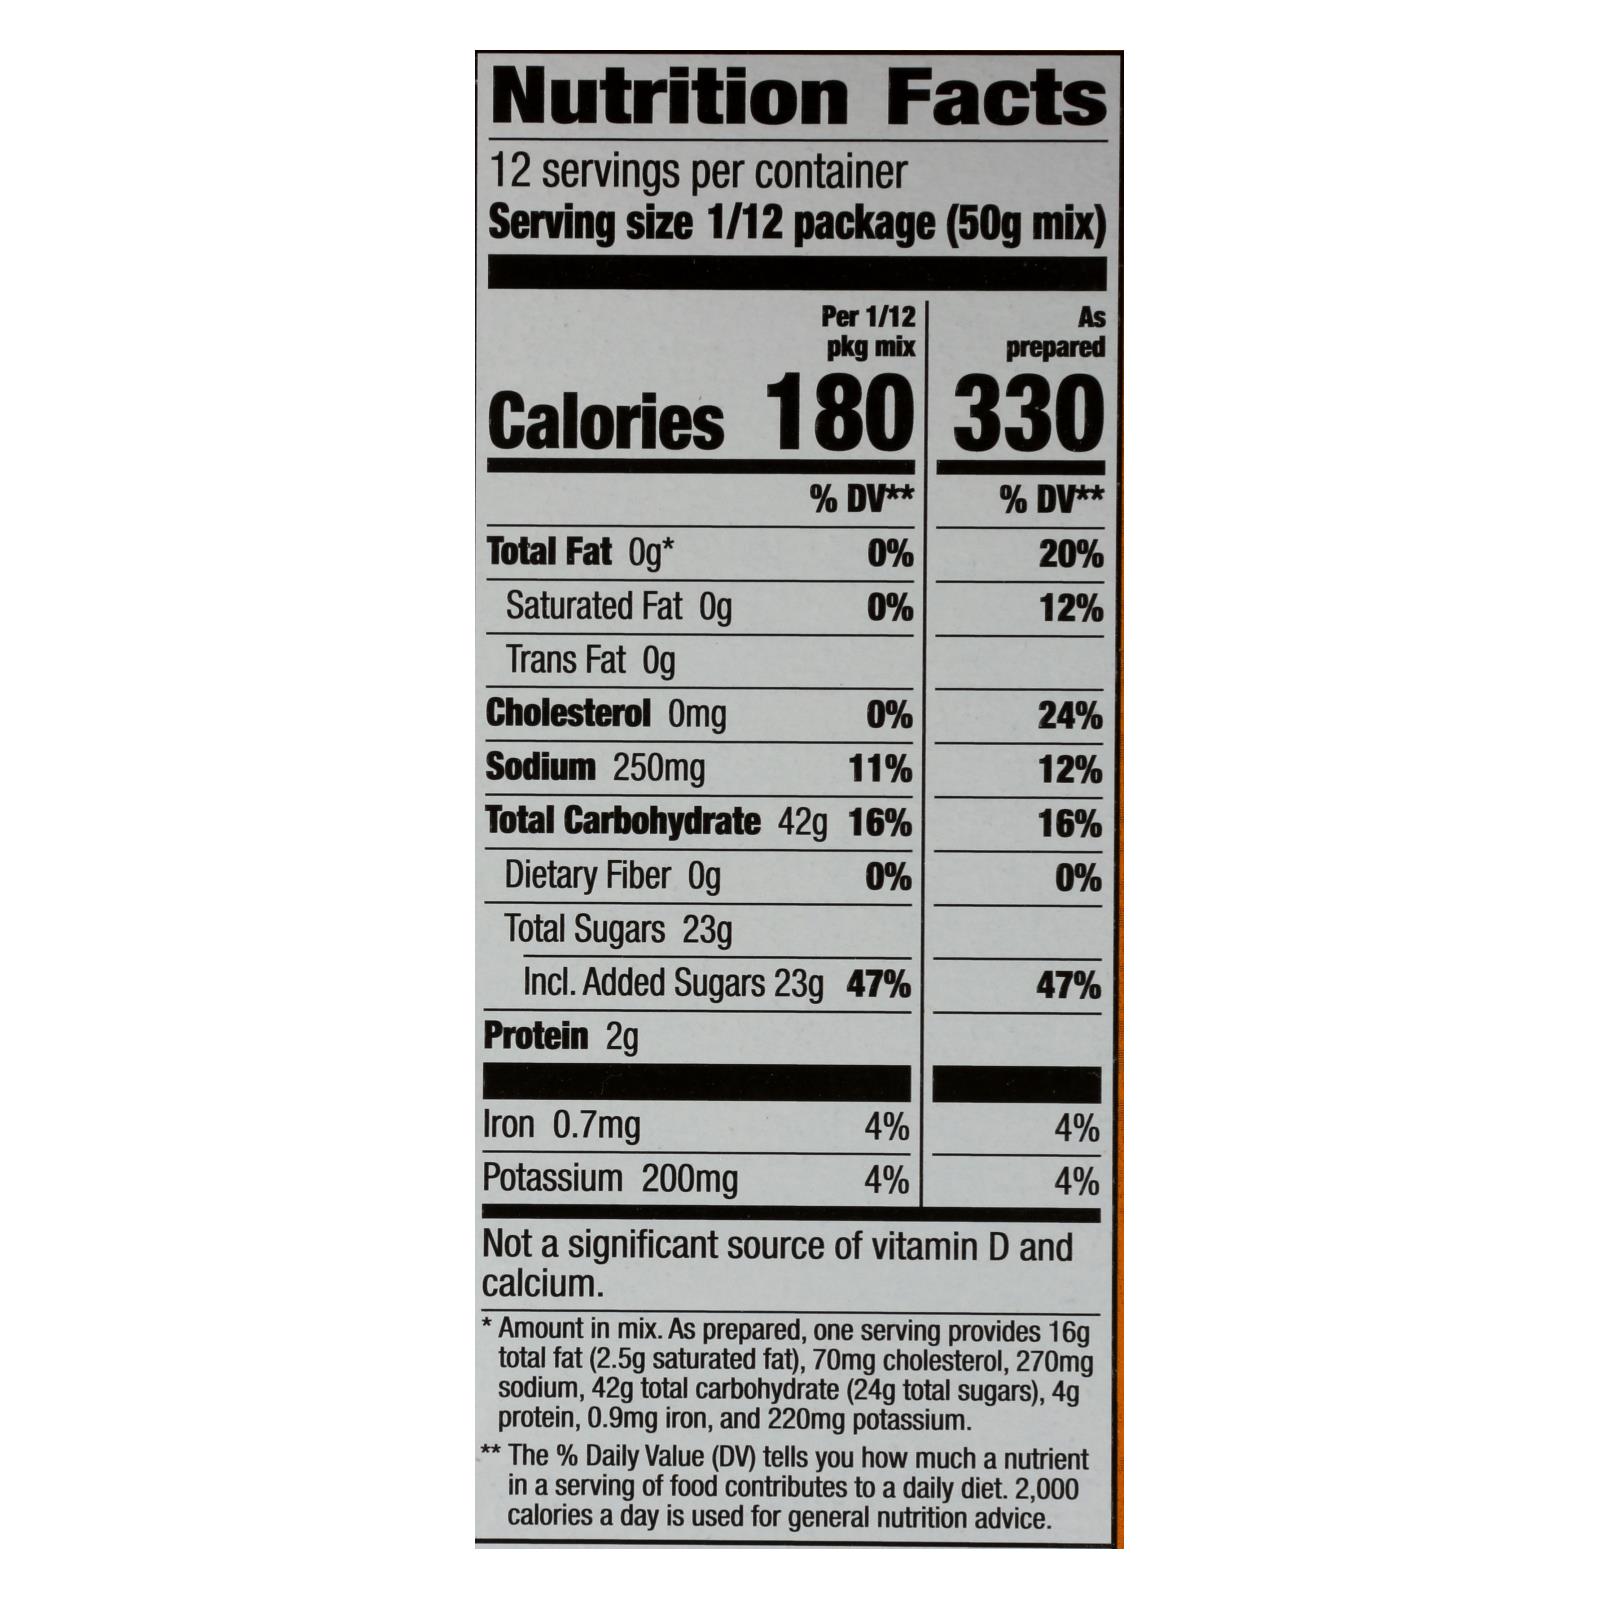 Nutrition Facts
12 servings per container
Serving size 1/12 package (50g mix)
Per 1/12 As
pkg mix prepared
Calories 180 330
% DV** % DV**
Total Fat 0g* 0% 20%
Saturated Fat 0g 0% 12%
Trans Fat 0g
Cholesterol 0mg 0% 24%
Sodium 250mg 11% 12%
Total Carbohydrate 42g 16% 16%
Dietary Fiber 0g 0% 0%
Total Sugars 23g
Incl. Added Sugars 23g 47% 47%
Protein 2g
Iron 0.7mg 4% 4%
Potassium 200mg 4% 4%
Not a significant source of vitamin D and
calcium.
* Amount in mix. As prepared, one serving provides 16g
total fat (2.5g saturated fat), 70mg cholesterol, 270mg
sodium, 42g total carbohydrate (24g total sugars), 4g
protein, 0.9mg iron, and 220mg potassium.
** The % Daily Value (DV) tells you how much a nutrient
in a serving of food contributes to a daily diet. 2,000
calories a day is used for general nutrition advice.